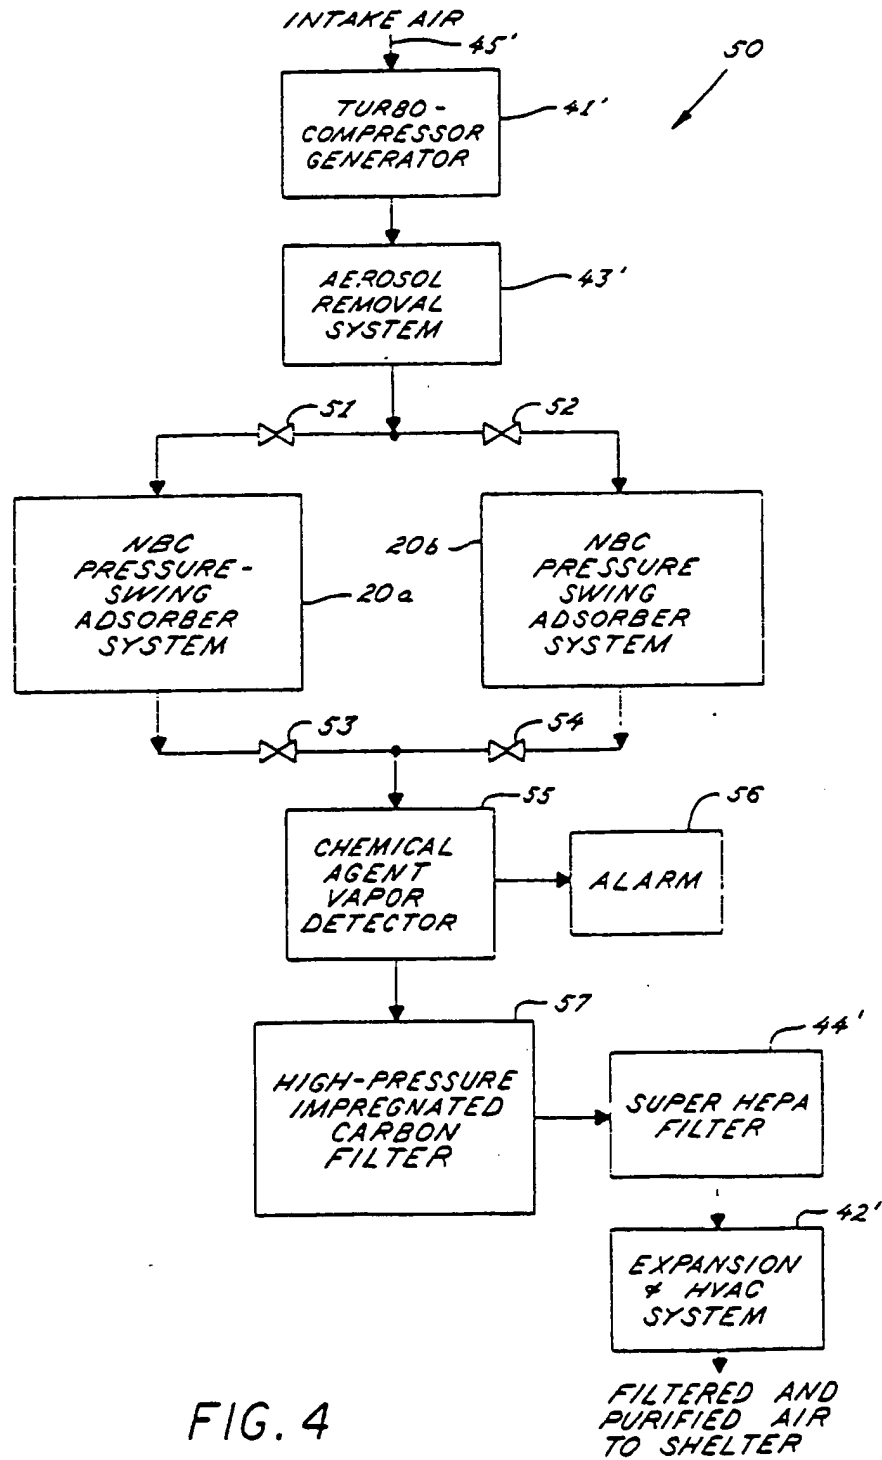 INTAKE AIR
45'
50
TURBO-
COMPRESSOR
GENERATOR
41'
AEROSOL
REMOVAL
SYSTEM
43'
51
52
NBC
PRESSURE-
SWING
ADSORBER
SYSTEM
20a
20b
NBC
PRESSURE
SWING
ADSORBER
SYSTEM
53
54
55
56
CHEMICAL
AGENT
VAPOR
DETECTOR
ALARM
57
44'
HIGH-PRESSURE
IMPREGNATED
CARBON
FILTER
SUPER HEPA
FILTER
42'
EXPANSION
& HVAC
SYSTEM
FILTERED AND
PURIFIED AIR
TO SHELTER
FIG. 4